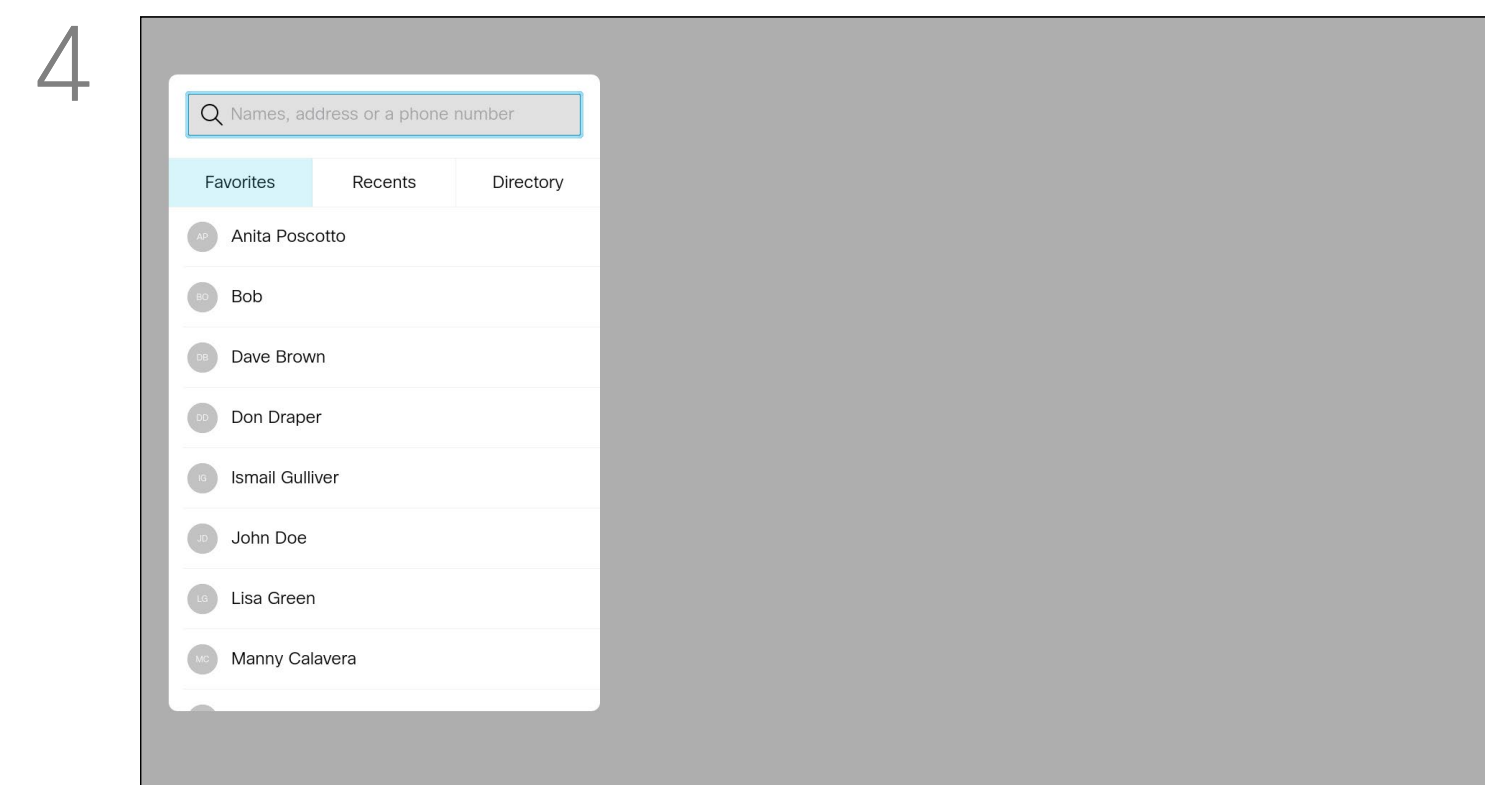 4
Names, address or a phone number
Favorites Recents Directory
AP Anita Poscotto
BO Bob
DB Dave Brown
DD Don Draper
IG Ismail Gulliver
JD John Doe
LG Lisa Green
MC Manny Calavera